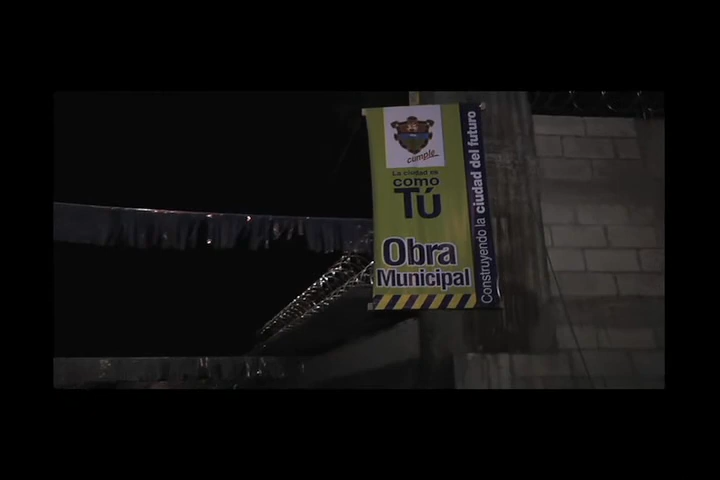 cumple
La ciudad es
como
Tú
Obra
Municipal
Construyendo la ciudad del futuro